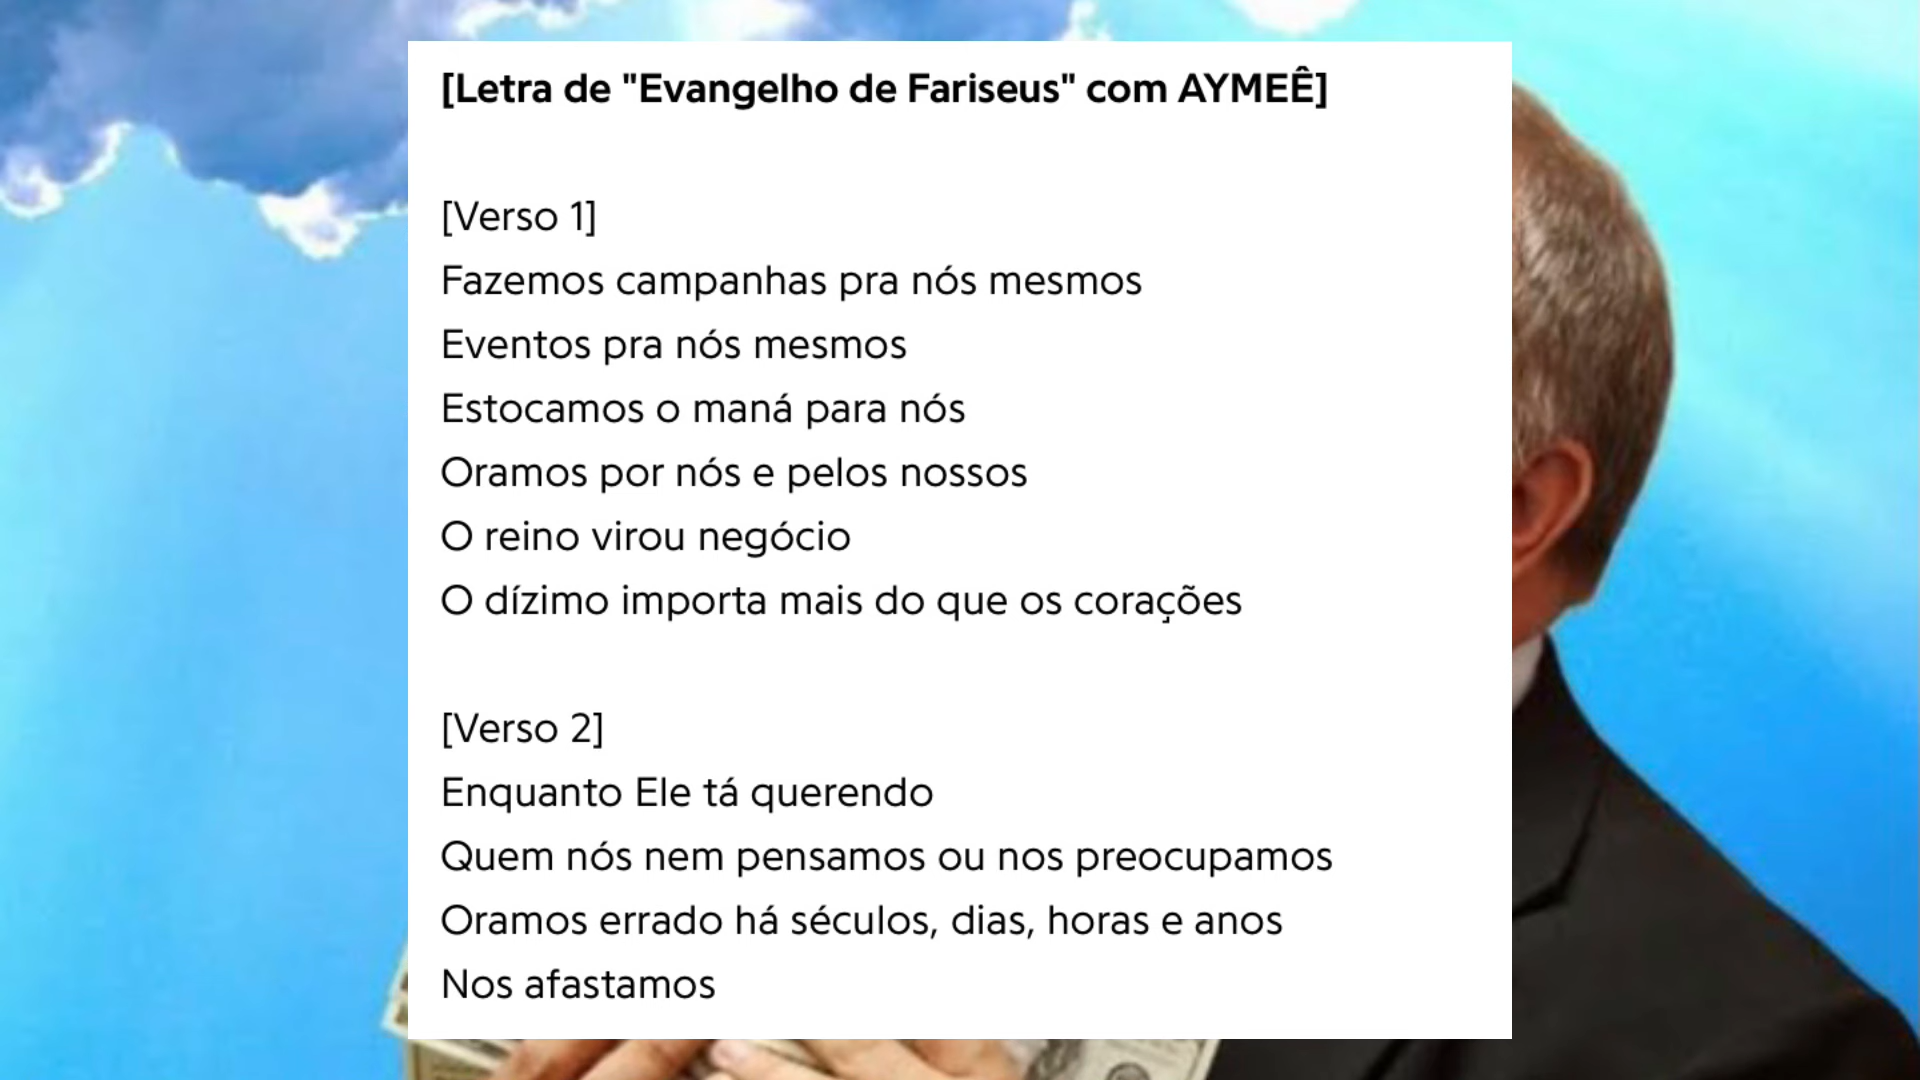 [Letra de "Evangelho de Fariseus" com AYMEÊ]
[Verso 1]
Fazemos campanhas pra nós mesmos
Eventos pra nós mesmos
Estocamos o maná para nós
Oramos por nós e pelos nossos
O reino virou negócio
O dízimo importa mais do que os corações
[Verso 2]
Enquanto Ele tá querendo
Quem nós nem pensamos ou nos preocupamos
Oramos errado há séculos, dias, horas e anos
Nos afastamos